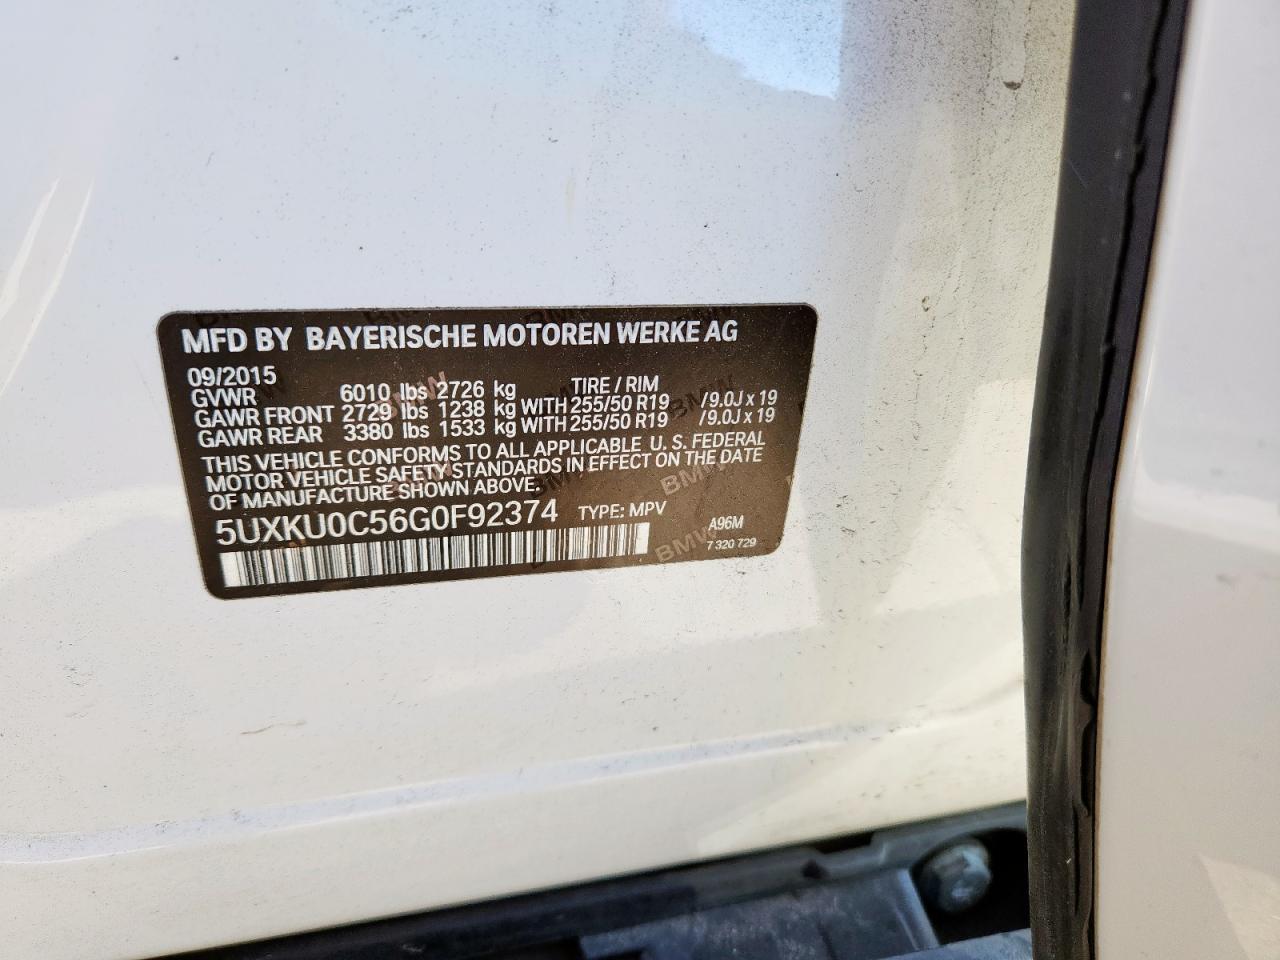 MFD BY BAYERISCHE MOTOREN WERKE AG
09/2015 TIRE / RIM
GVWR 6010 lbs 2726 kg
GAWR FRONT 2729 lbs 1238 kg WITH 255/50 R19 / 9.0J x 19
GAWR REAR 3380 lbs 1533 kg WITH 255/50 R19 / 9.0J x 19
THIS VEHICLE CONFORMS TO ALL APPLICABLE U. S. FEDERAL
MOTOR VEHICLE SAFETY STANDARDS IN EFFECT ON THE DATE
OF MANUFACTURE SHOWN ABOVE.
5UXKU0C56G0F92374 TYPE: MPV A96M
7 320 729